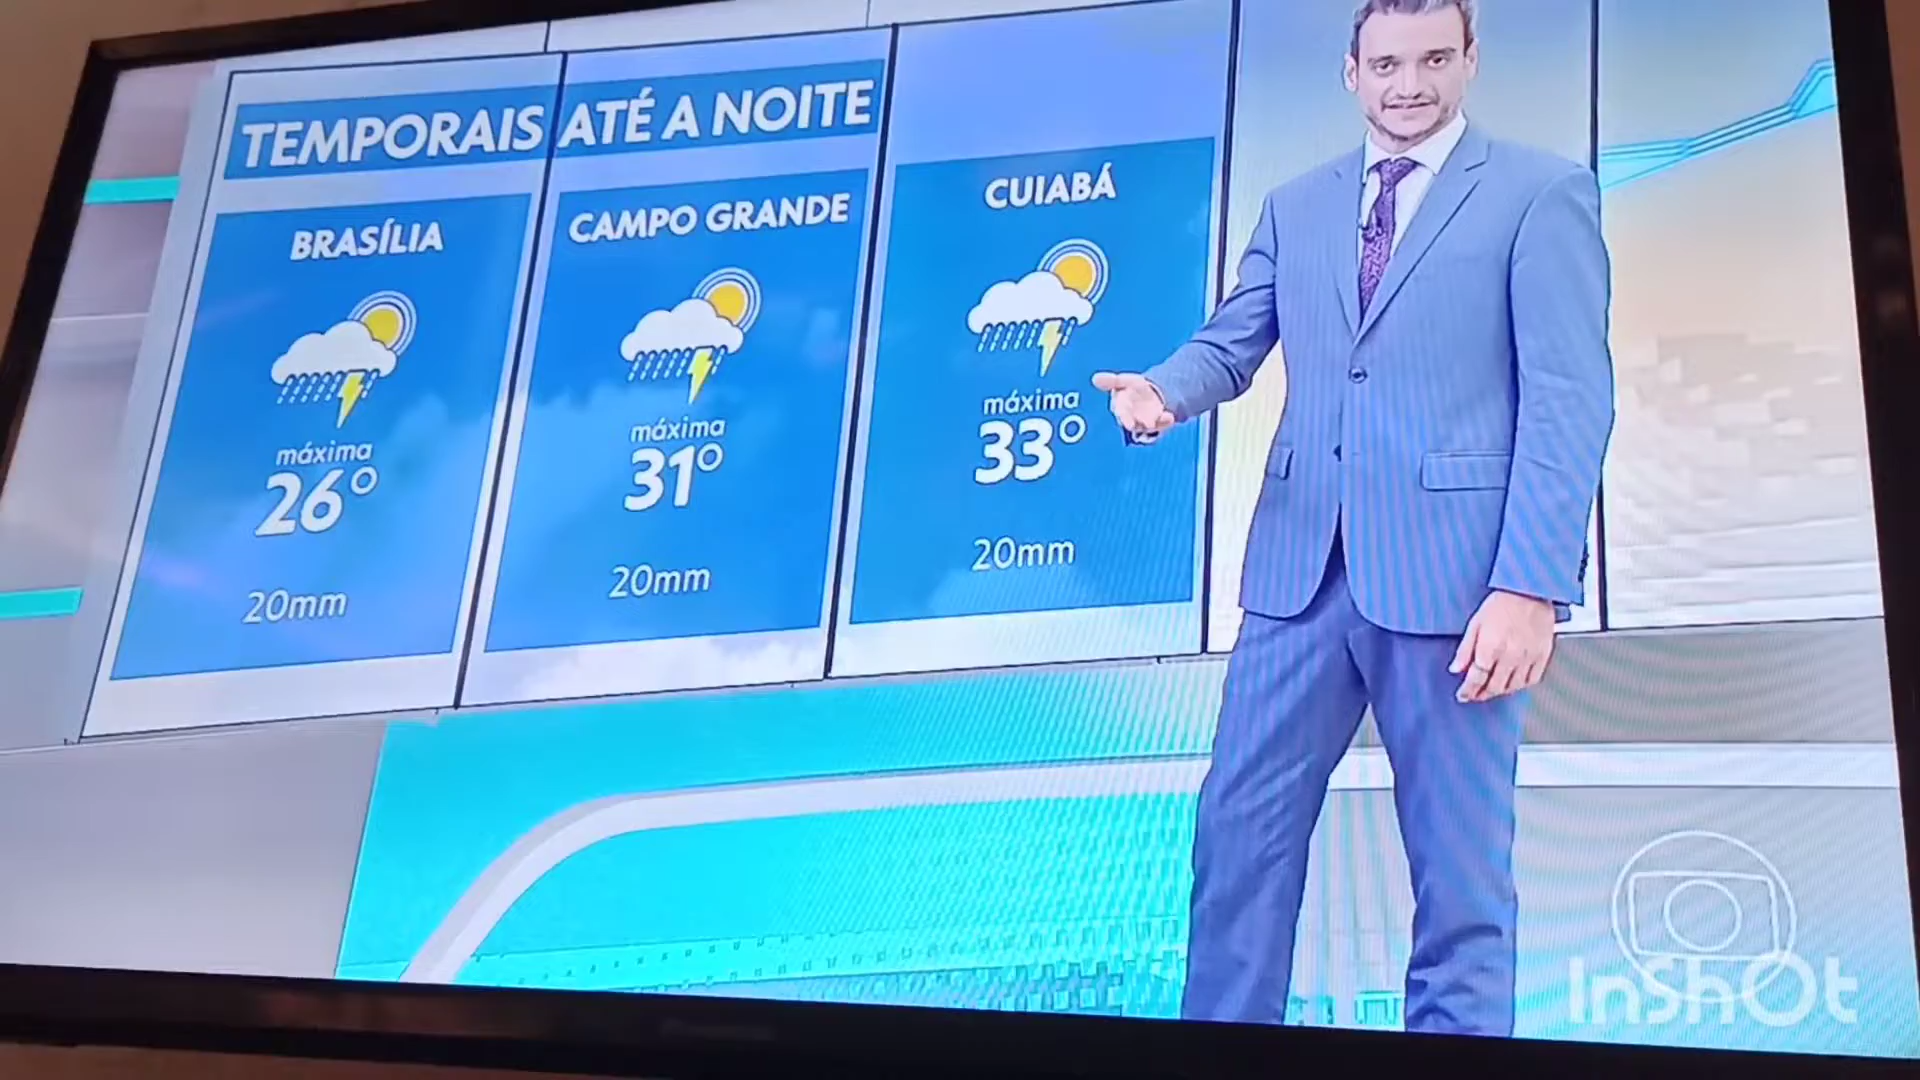 TEMPORAIS ATÉ A NOITE
BRASÍLIA
máxima
26°
20mm
CAMPO GRANDE
máxima
31°
20mm
CUIABÁ
máxima
33°
20mm
InShOt